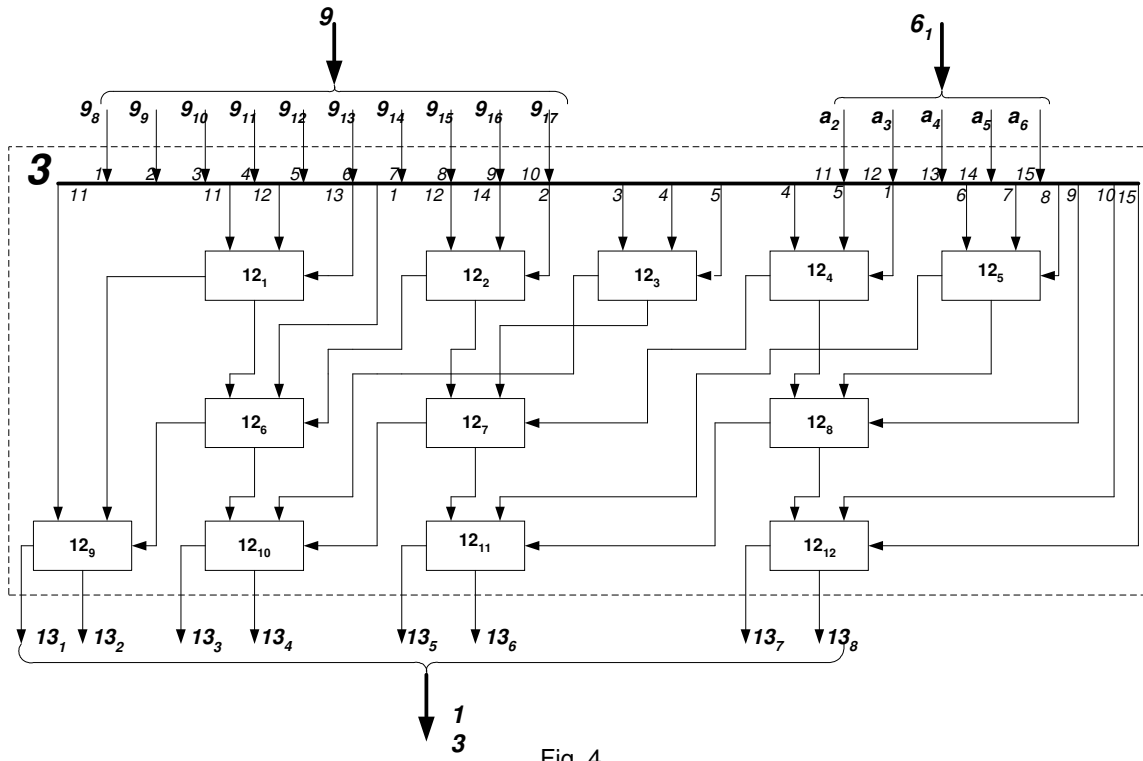 9 6₁
9₈ 9₉ 9₁₀ 9₁₁ 9₁₂ 9₁₃ 9₁₄ 9₁₅ 9₁₆ 9₁₇ a₂ a₃ a₄ a₅ a₆
3 1 2 3 4 5 6 7 8 9 10 11 12 13 14 15
11 11 12 13 1 12 14 2 3 4 5 4 5 1 6 7 8 9 10 15
12₁ 12₂ 12₃ 12₄ 12₅
12₆ 12₇ 12₈
12₉ 12₁₀ 12₁₁ 12₁₂
13₁ 13₂ 13₃ 13₄ 13₅ 13₆ 13₇ 13₈
1
3
Fig. 4